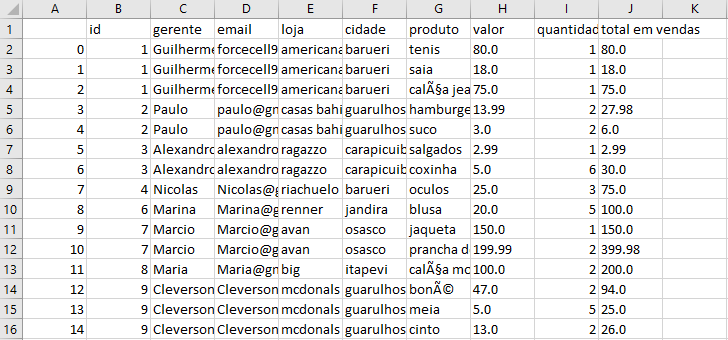 A B C D E F G H I J K
1 id gerente email loja cidade produto valor quantidad total em vendas
2 0 1 Guilherme forcecell9 americana barueri tenis 80.0 1 80.0
3 1 1 Guilherme forcecell9 americana barueri saia 18.0 1 18.0
4 2 1 Guilherme forcecell9 americana barueri calÃ§a jea 75.0 1 75.0
5 3 2 Paulo paulo@gm casas bahi guarulhos hamburge 13.99 2 27.98
6 4 2 Paulo paulo@gm casas bahi guarulhos suco 3.0 2 6.0
7 5 3 Alexandro alexandro ragazzo carapicuib salgados 2.99 1 2.99
8 6 3 Alexandro alexandro ragazzo carapicuib coxinha 5.0 6 30.0
9 7 4 Nicolas Nicolas@g riachuelo barueri oculos 25.0 3 75.0
10 8 6 Marina Marina@g renner jandira blusa 20.0 5 100.0
11 9 7 Marcio Marcio@g avan osasco jaqueta 150.0 1 150.0
12 10 7 Marcio Marcio@g avan osasco prancha d 199.99 2 399.98
13 11 8 Maria Maria@gm big itapevi calÃ§a mo 100.0 2 200.0
14 12 9 Cleverson Cleverson mcdonals guarulhos bonÃ© 47.0 2 94.0
15 13 9 Cleverson Cleverson mcdonals guarulhos meia 5.0 5 25.0
16 14 9 Cleverson Cleverson mcdonals guarulhos cinto 13.0 2 26.0